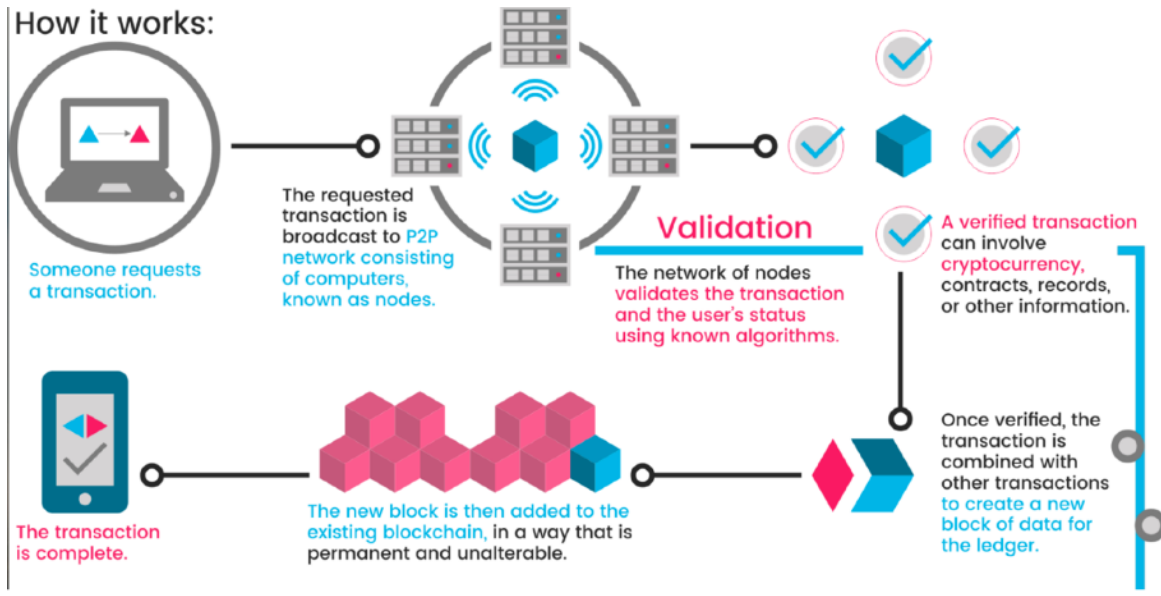 How it works:
Someone requests
a transaction.
The requested
transaction is
broadcast to P2P
network consisting
of computers,
known as nodes.
Validation
The network of nodes
validates the transaction
and the user's status
using known algorithms.
A verified transaction
can involve
cryptocurrency,
contracts, records,
or other information.
Once verified, the
transaction is
combined with
other transactions
to create a new
block of data for
the ledger.
The new block is then added to the
existing blockchain, in a way that is
permanent and unalterable.
The transaction
is complete.